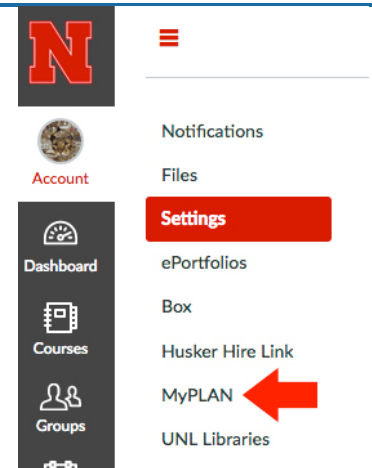 N
Account
Dashboard
Courses
Groups
Notifications
Files
Settings
ePortfolios
Box
Husker Hire Link
MyPLAN
UNL Libraries